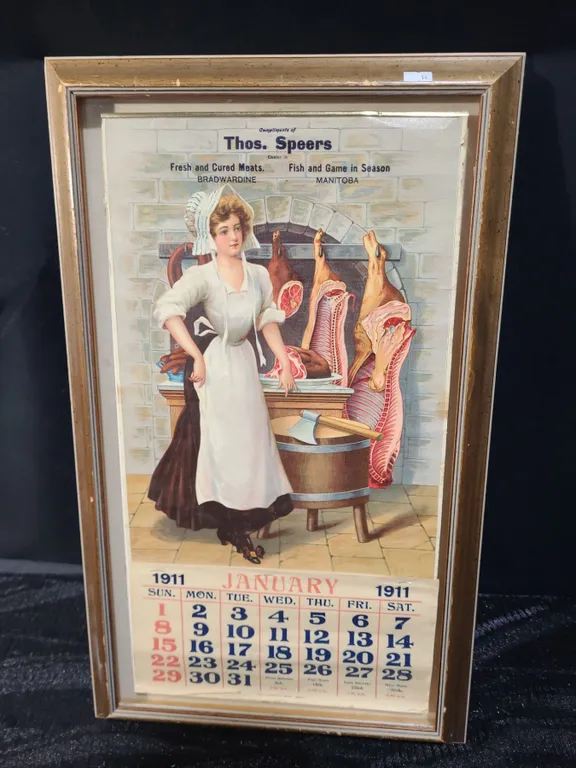 Compliments of
Thos. Speers
Dealer in
Fresh and Cured Meats. Fish and Game in Season
BRADWARDINE MANITOBA
1911 JANUARY 1911
SUN. MON. TUE. WED. THU. FRI. SAT.
1 2 3 4 5 6 7
8 9 10 11 12 13 14
15 16 17 18 19 20 21
22 23 24 25 26 27 28
29 30 31